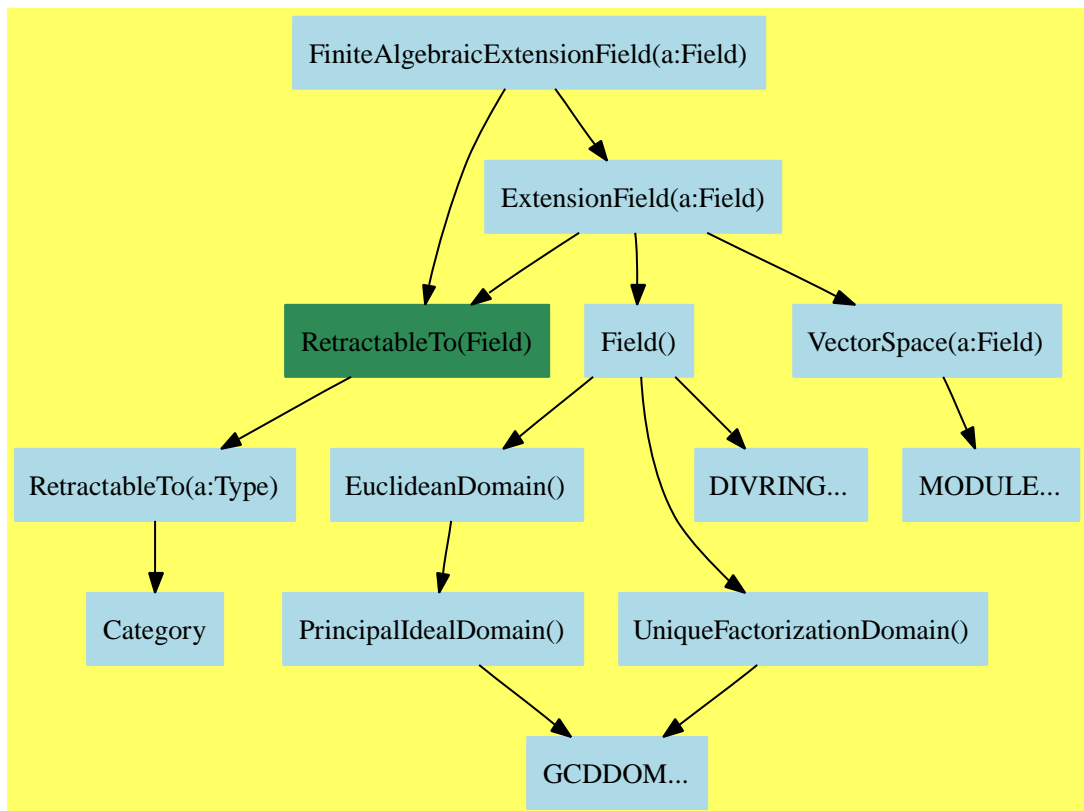 FiniteAlgebraicExtensionField(a:Field)
ExtensionField(a:Field)
RetractableTo(Field)
Field()
VectorSpace(a:Field)
RetractableTo(a:Type)
EuclideanDomain()
DIVRING...
MODULE...
Category
PrincipalIdealDomain()
UniqueFactorizationDomain()
GCDDOM...